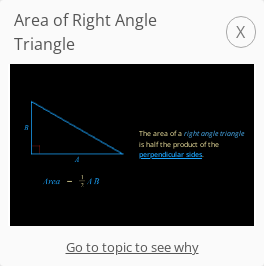 Area of Right Angle
Triangle
X
B
The area of a right angle triangle
is half the product of the
perpendicular sides.
A
Area = 1/2 A B
Go to topic to see why